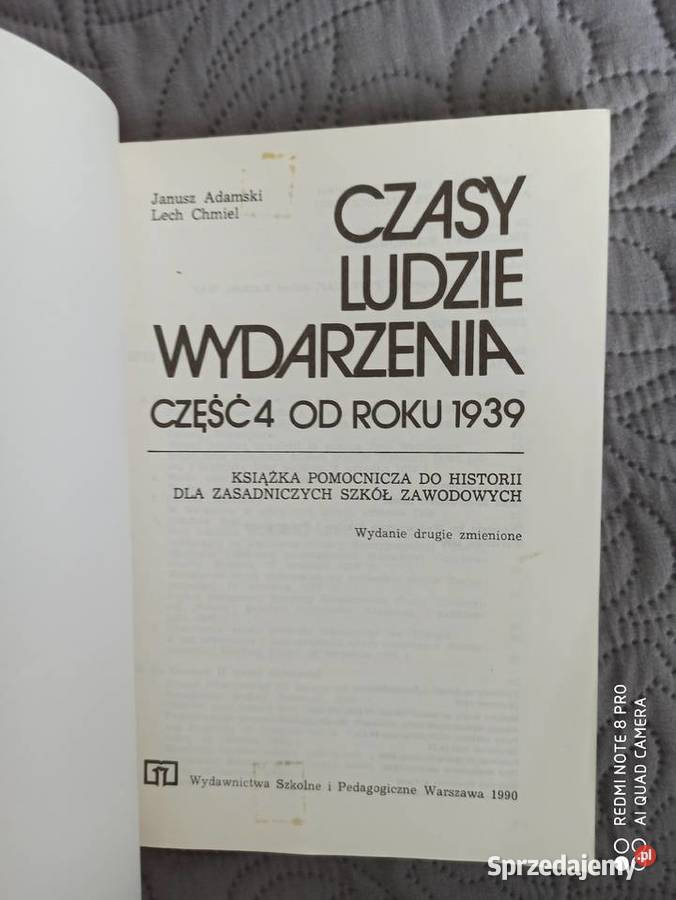 Janusz Adamski
Lech Chmiel
CZASY
LUDZIE
WYDARZENIA
CZĘŚĆ 4 OD ROKU 1939
KSIĄŻKA POMOCNICZA DO HISTORII
DLA ZASADNICZYCH SZKÓŁ ZAWODOWYCH
Wydanie drugie zmienione
Wydawnictwa Szkolne i Pedagogiczne Warszawa 1990
REDMI NOTE 8 PRO
AI QUAD CAMERA
Sprzedajemy.pl